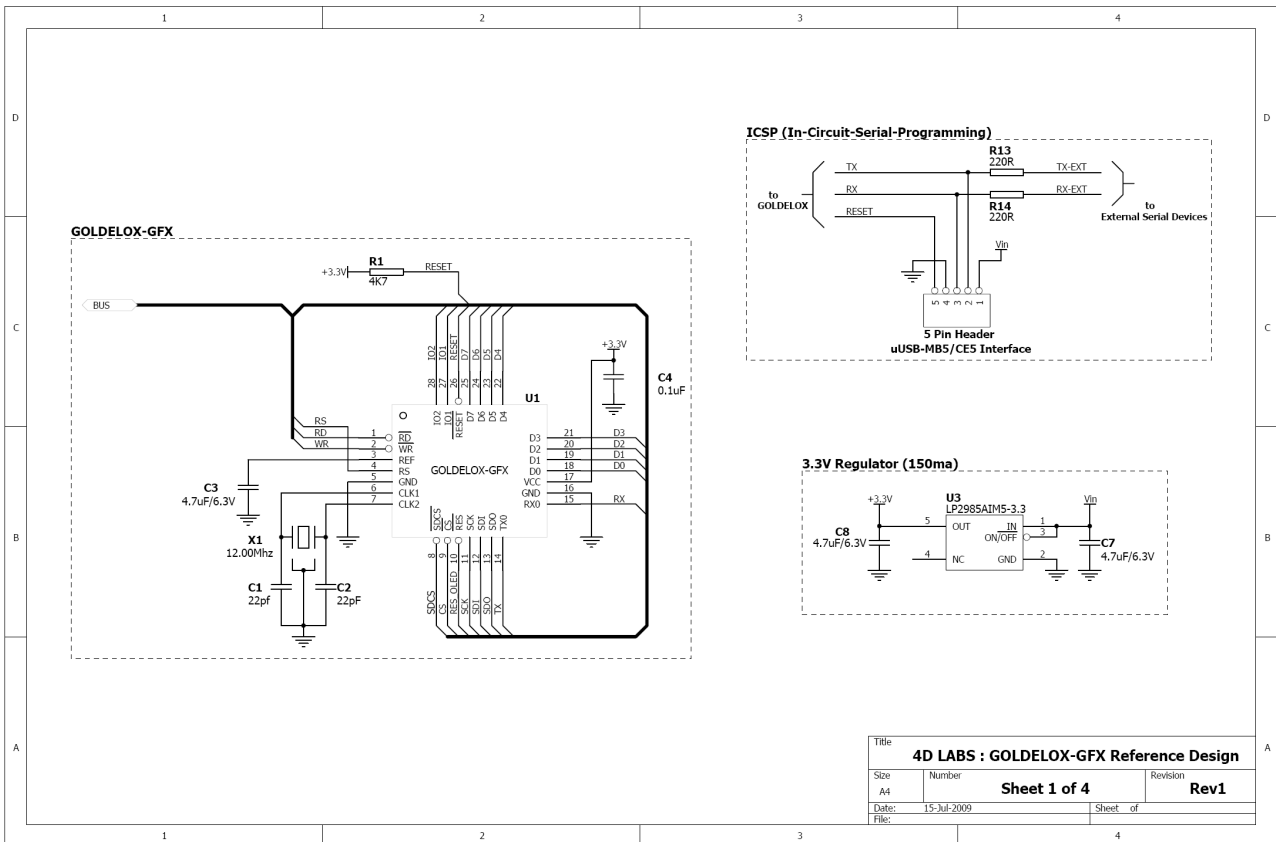 1 2 3 4
D D
C C
B B
A A
1 2 3 4
GOLDELOX-GFX
BUS
+3.3V
R1
4K7
RESET
IO2
IO1
RESET
D7
D6
D5
D4
28
27
26
25
24
23
22
IO2
IO1
RESET
D7
D6
D5
D4
U1
+3.3V
C4
0.1uF
RS
RD
WR
1 RD
2 WR
3 REF
4 RS
5 GND
6 CLK1
7 CLK2
GOLDELOX-GFX
D3 21 D3
D2 20 D2
D1 19 D1
D0 18 D0
VCC 17
GND 16
RX0 15 RX
SDCS
CS
RES
SCK
SDI
SDO
TX0
8
9
10
11
12
13
14
SDCS
CS
RES_OLED
SCK
SDI
SDO
TX
C3
4.7uF/6.3V
X1
12.00Mhz
C1
22pf
C2
22pF
ICSP (In-Circuit-Serial-Programming)
to
GOLDELOX
TX
RX
RESET
R13
220R
R14
220R
TX-EXT
RX-EXT
to
External Serial Devices
Vin
5 4 3 2 1
5 Pin Header
uUSB-MB5/CE5 Interface
3.3V Regulator (150ma)
+3.3V
C8
4.7uF/6.3V
U3
LP2985AIM5-3.3
5 OUT
IN 1
ON/OFF 3
4 NC
GND 2
Vin
C7
4.7uF/6.3V
Title
4D LABS : GOLDELOX-GFX Reference Design
Size
A4
Number
Sheet 1 of 4
Revision
Rev1
Date: 15-Jul-2009
Sheet of
File: